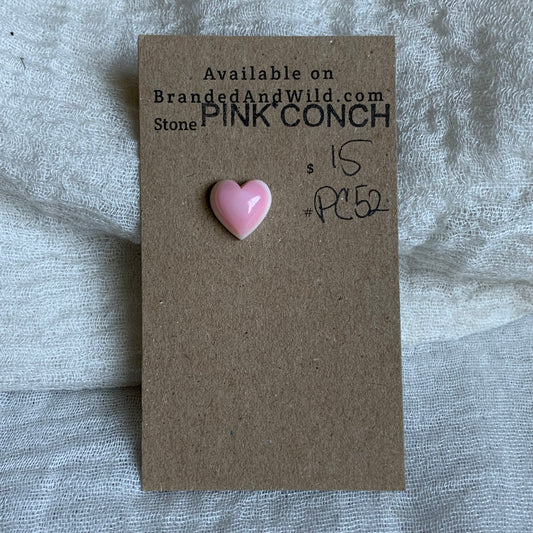 Available on
BrandedAndWild.com
Stone PINK CONCH
$ 15
# PC52